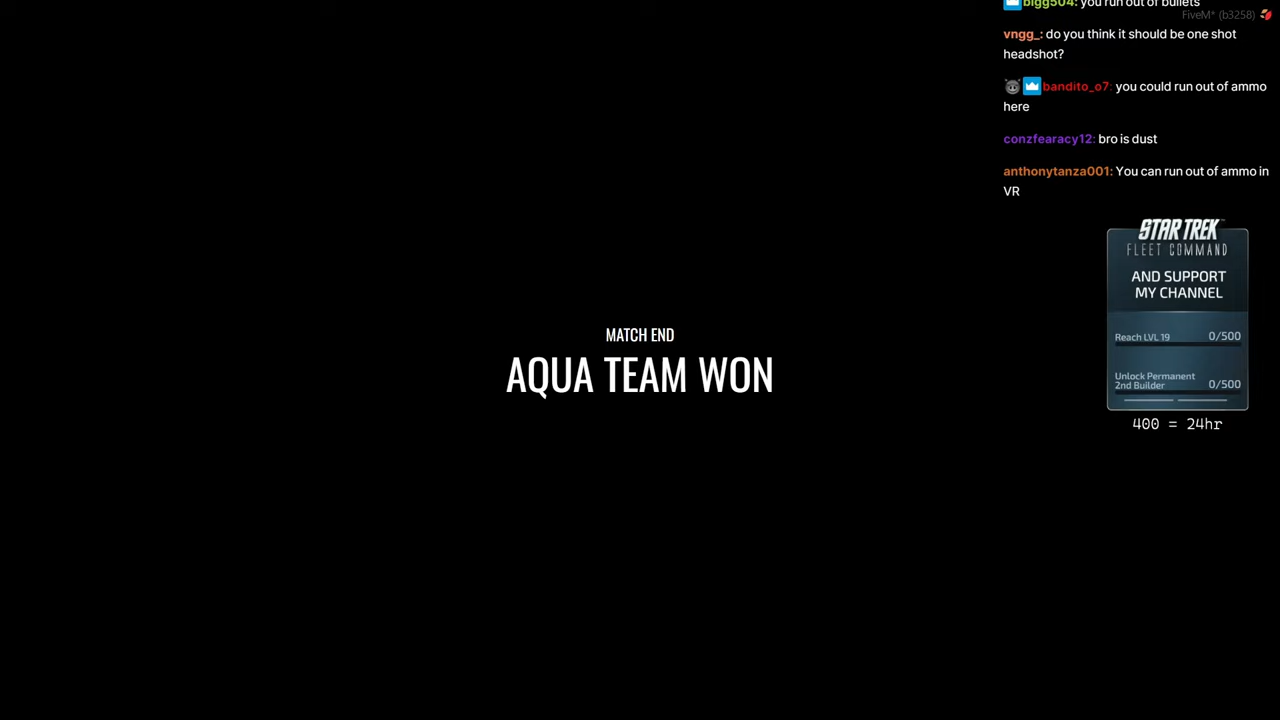 bigg504: you run out of bullets
FiveM* (b3258)
vngg_: do you think it should be one shot
headshot?
bandito_o7: you could run out of ammo
here
conzfearacy12: bro is dust
anthonytanza001: You can run out of ammo in
VR
STAR TREK
FLEET COMMAND
AND SUPPORT
MY CHANNEL
Reach LVL 19 0/500
Unlock Permanent
2nd Builder 0/500
400 = 24hr
MATCH END
AQUA TEAM WON